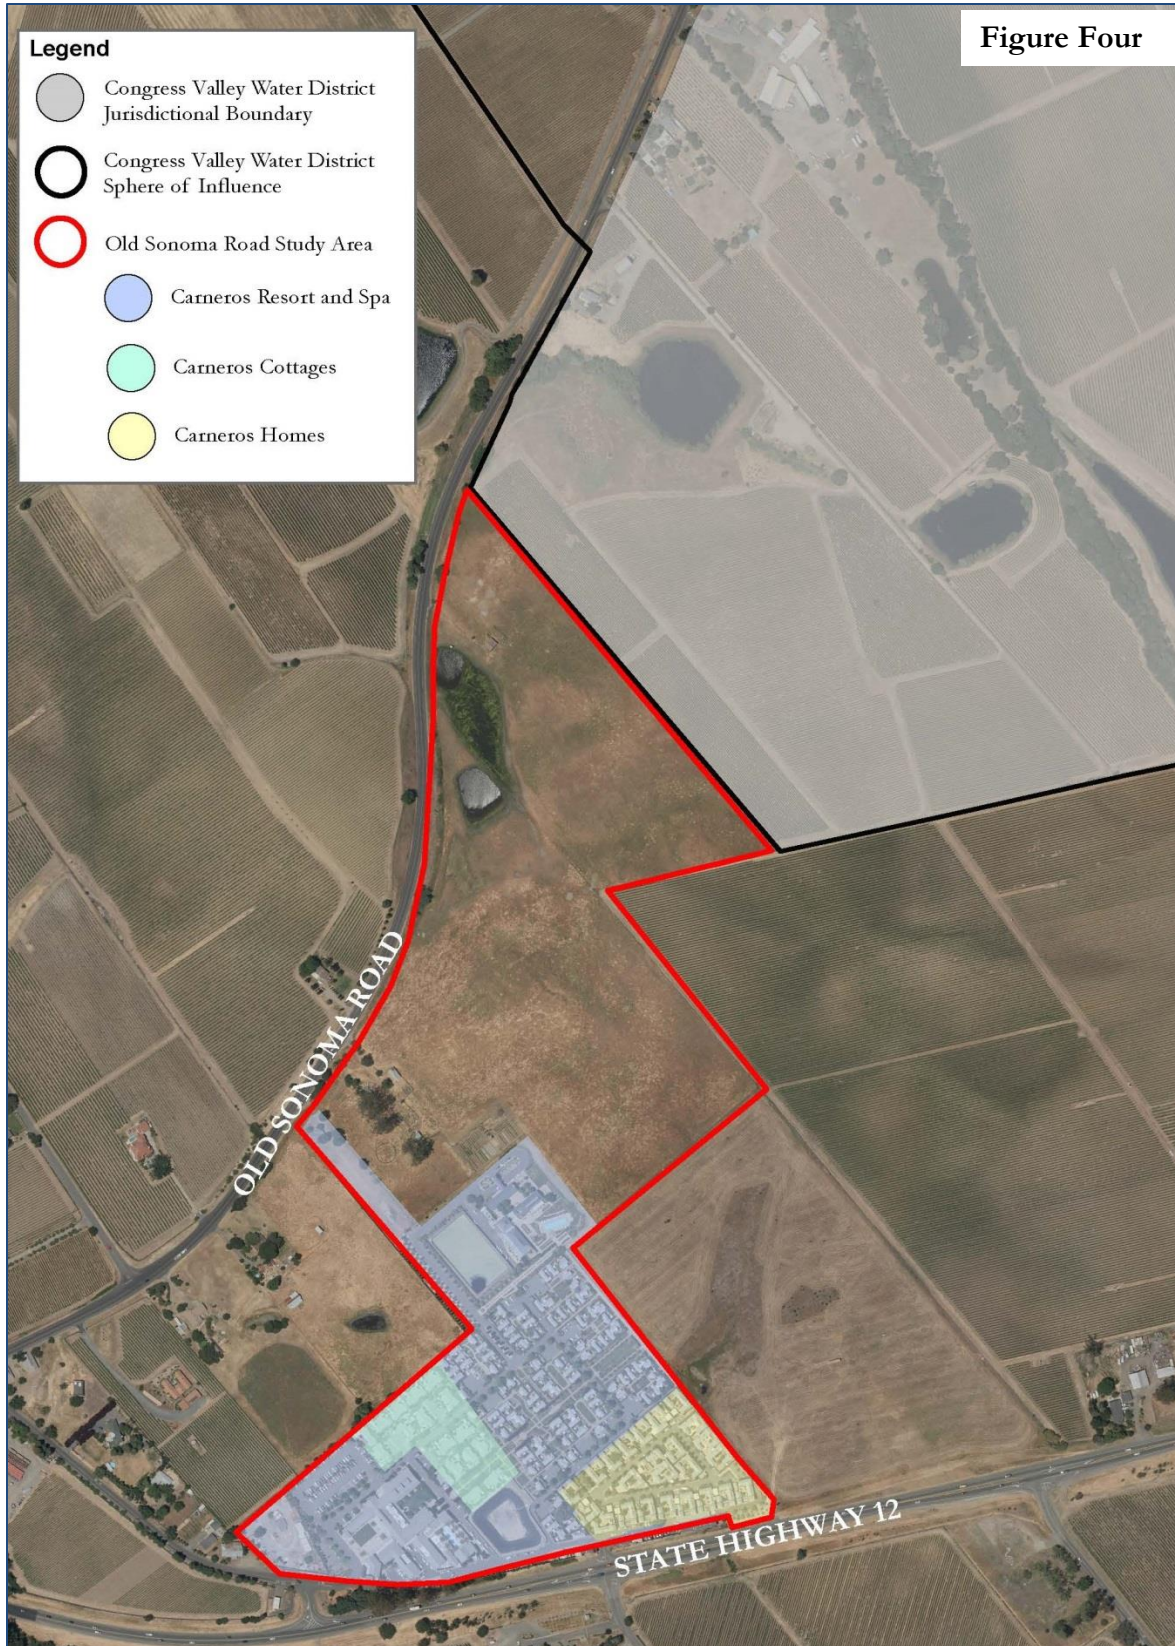 Figure Four
Legend
Congress Valley Water District
Jurisdictional Boundary
Congress Valley Water District
Sphere of Influence
Old Sonoma Road Study Area
Carneros Resort and Spa
Carneros Cottages
Carneros Homes
OLD SONOMA ROAD
STATE HIGHWAY 12